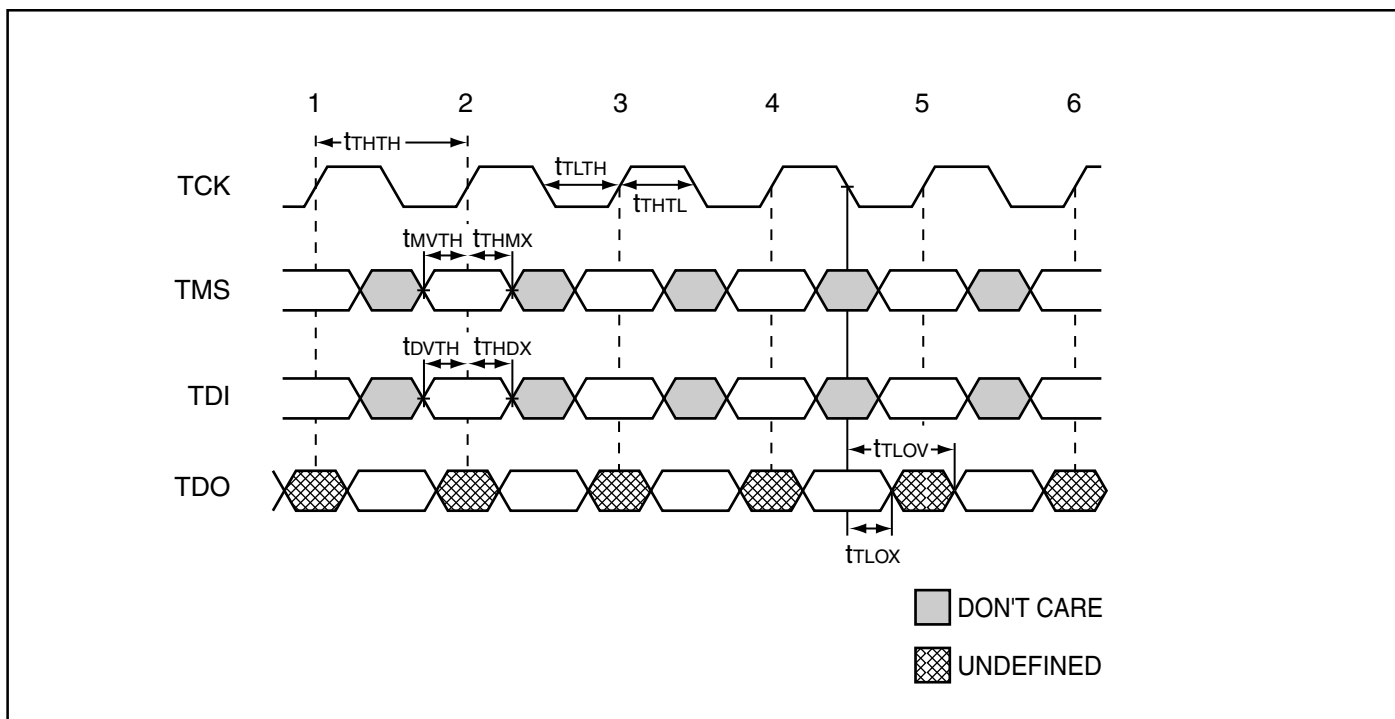 1 2 3 4 5 6
tTHTH
TCK
tTLTH
tTHTL
tMVTH tTHMX
TMS
tDVTH tTHDX
TDI
tTLOV
TDO
tTLOX
DON'T CARE
UNDEFINED